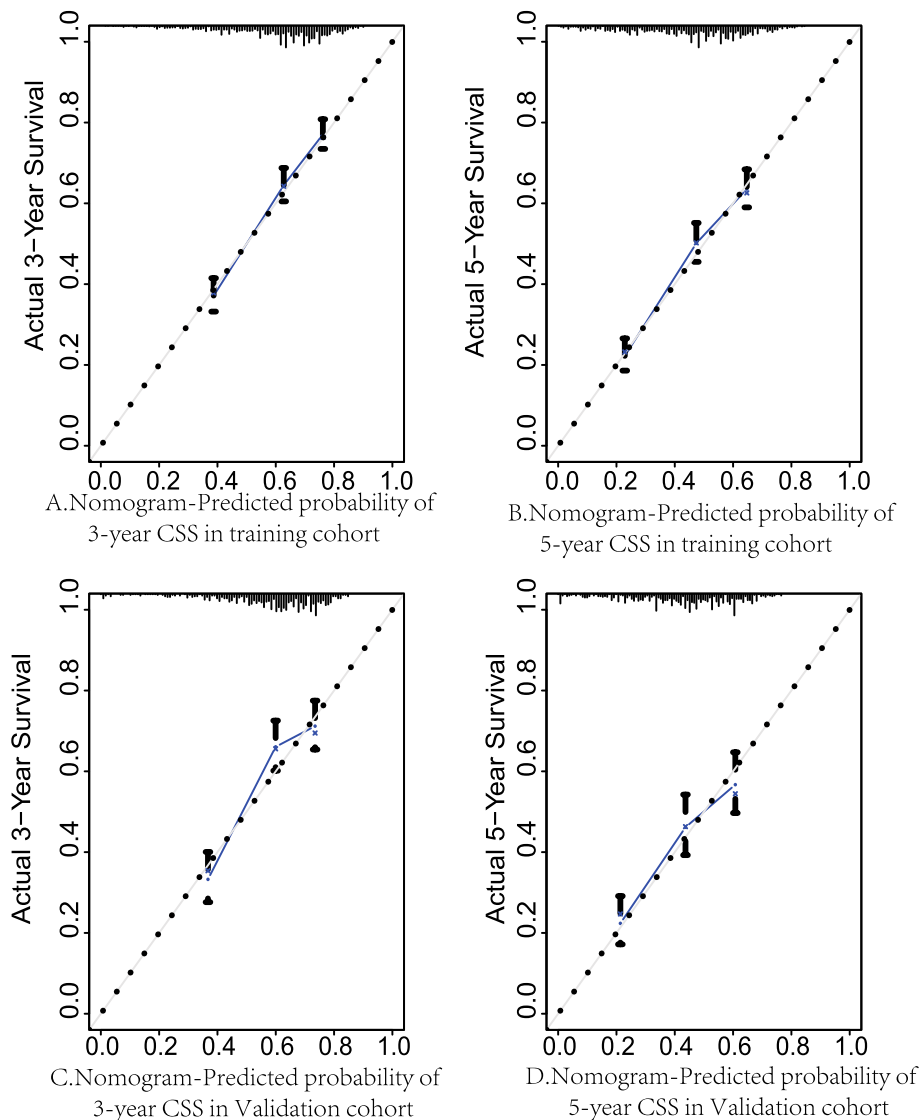 Actual 3−Year Survival
1.0
0.8
0.6
0.4
0.2
0.0
0.0 0.2 0.4 0.6 0.8 1.0
A.Nomogram-Predicted probability of
3-year CSS in training cohort
Actual 5−Year Survival
1.0
0.8
0.6
0.4
0.2
0.0
0.0 0.2 0.4 0.6 0.8 1.0
B.Nomogram-Predicted probability of
5-year CSS in training cohort
Actual 3−Year Survival
1.0
0.8
0.6
0.4
0.2
0.0
0.0 0.2 0.4 0.6 0.8 1.0
C.Nomogram-Predicted probability of
3-year CSS in Validation cohort
Actual 5−Year Survival
1.0
0.8
0.6
0.4
0.2
0.0
0.0 0.2 0.4 0.6 0.8 1.0
D.Nomogram-Predicted probability of
5-year CSS in Validation cohort